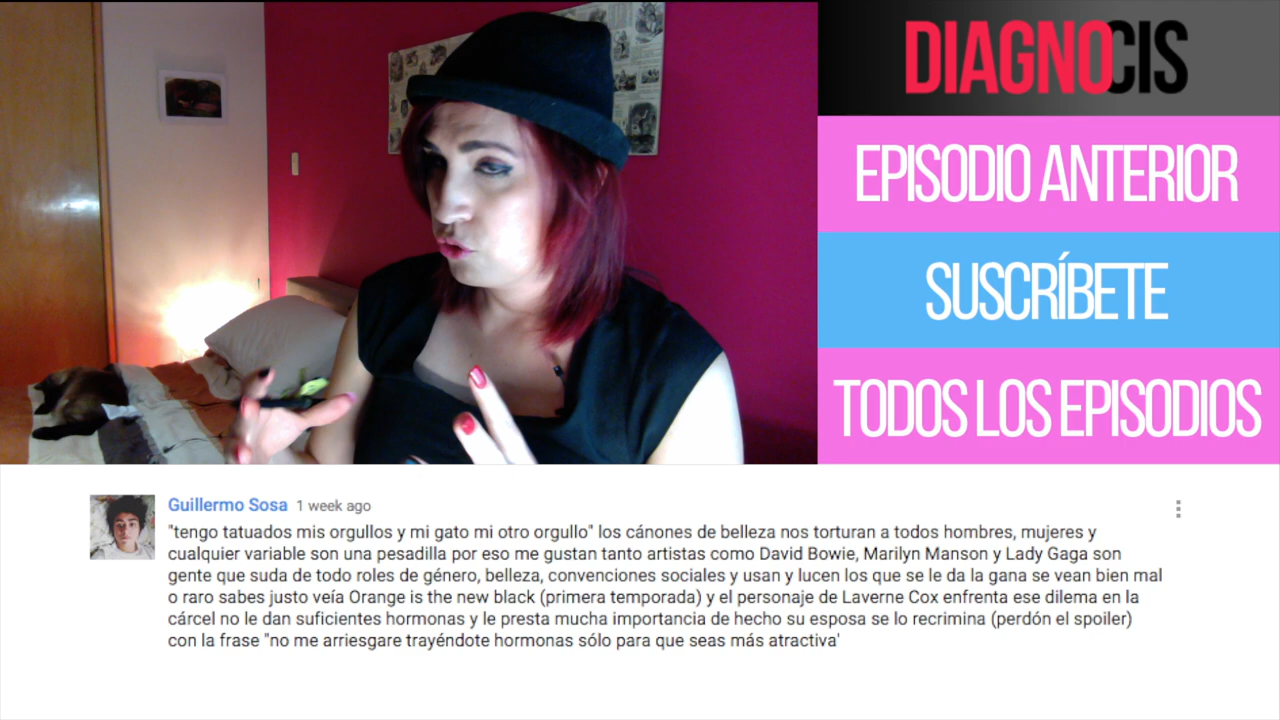 DIAGNOCIS
EPISODIO ANTERIOR
SUSCRÍBETE
TODOS LOS EPISODIOS
Guillermo Sosa 1 week ago
"tengo tatuados mis orgullos y mi gato mi otro orgullo" los cánones de belleza nos torturan a todos hombres, mujeres y
cualquier variable son una pesadilla por eso me gustan tanto artistas como David Bowie, Marilyn Manson y Lady Gaga son
gente que suda de todo roles de género, belleza, convenciones sociales y usan y lucen los que se le da la gana se vean bien mal
o raro sabes justo veía Orange is the new black (primera temporada) y el personaje de Laverne Cox enfrenta ese dilema en la
cárcel no le dan suficientes hormonas y le presta mucha importancia de hecho su esposa se lo recrimina (perdón el spoiler)
con la frase "no me arriesgare trayéndote hormonas sólo para que seas más atractiva'